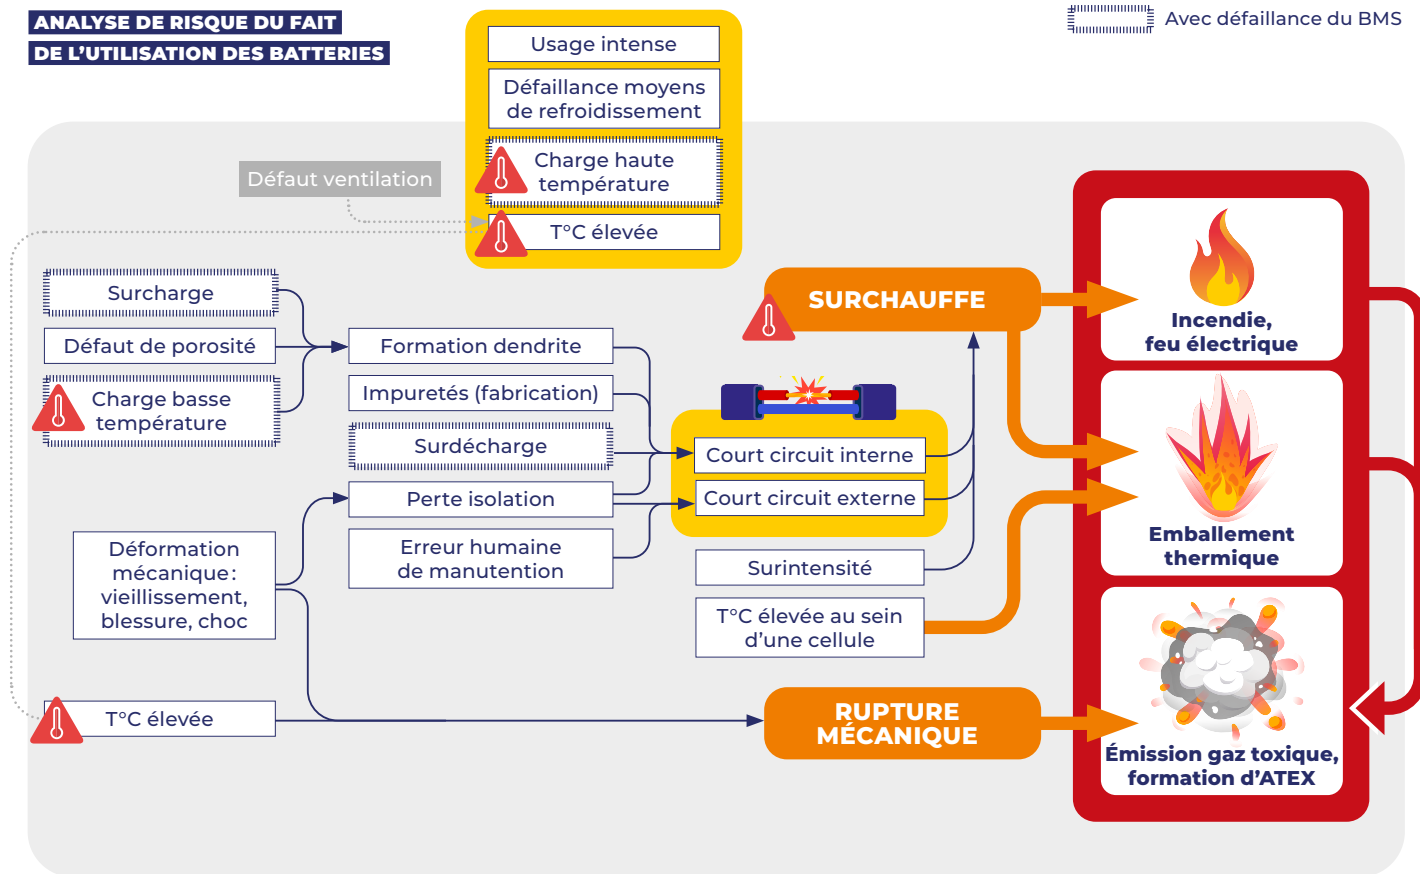 ANALYSE DE RISQUE DU FAIT
DE L'UTILISATION DES BATTERIES
Avec défaillance du BMS
Usage intense
Défaillance moyens
de refroidissement
Charge haute
température
T°C élevée
Défaut ventilation
Surcharge
Défaut de porosité
Charge basse
température
Formation dendrite
Impuretés (fabrication)
Surdécharge
Perte isolation
Erreur humaine
de manutention
Déformation
mécanique :
vieillissement,
blessure, choc
T°C élevée
SURCHAUFFE
Court circuit interne
Court circuit externe
Surintensité
T°C élevée au sein
d'une cellule
RUPTURE
MÉCANIQUE
Incendie,
feu électrique
Emballement
thermique
Émission gaz toxique,
formation d'ATEX